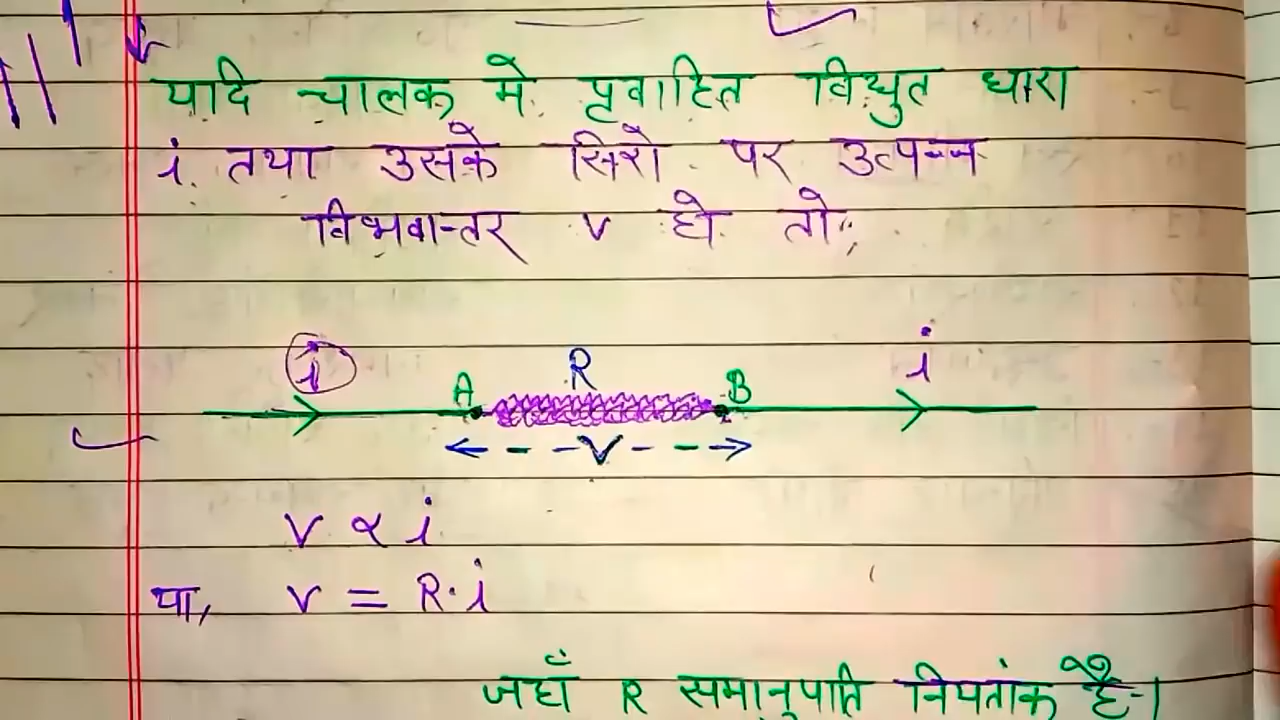 यदि चालक मे प्रवाहित विधुत धारा
i तथा उसके सिरो पर उत्पन्न
विभवान्तर v हो तो,
i R i
A B
V
v ∝ i
या, v = R·i
जहाँ R समानुपाति नियतांक है।